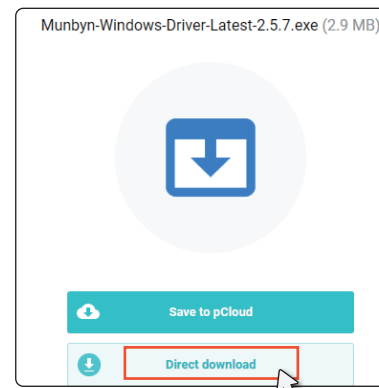 Munbyn-Windows-Driver-Latest-2.5.7.exe (2.9 MB)
Save to pCloud
Direct download